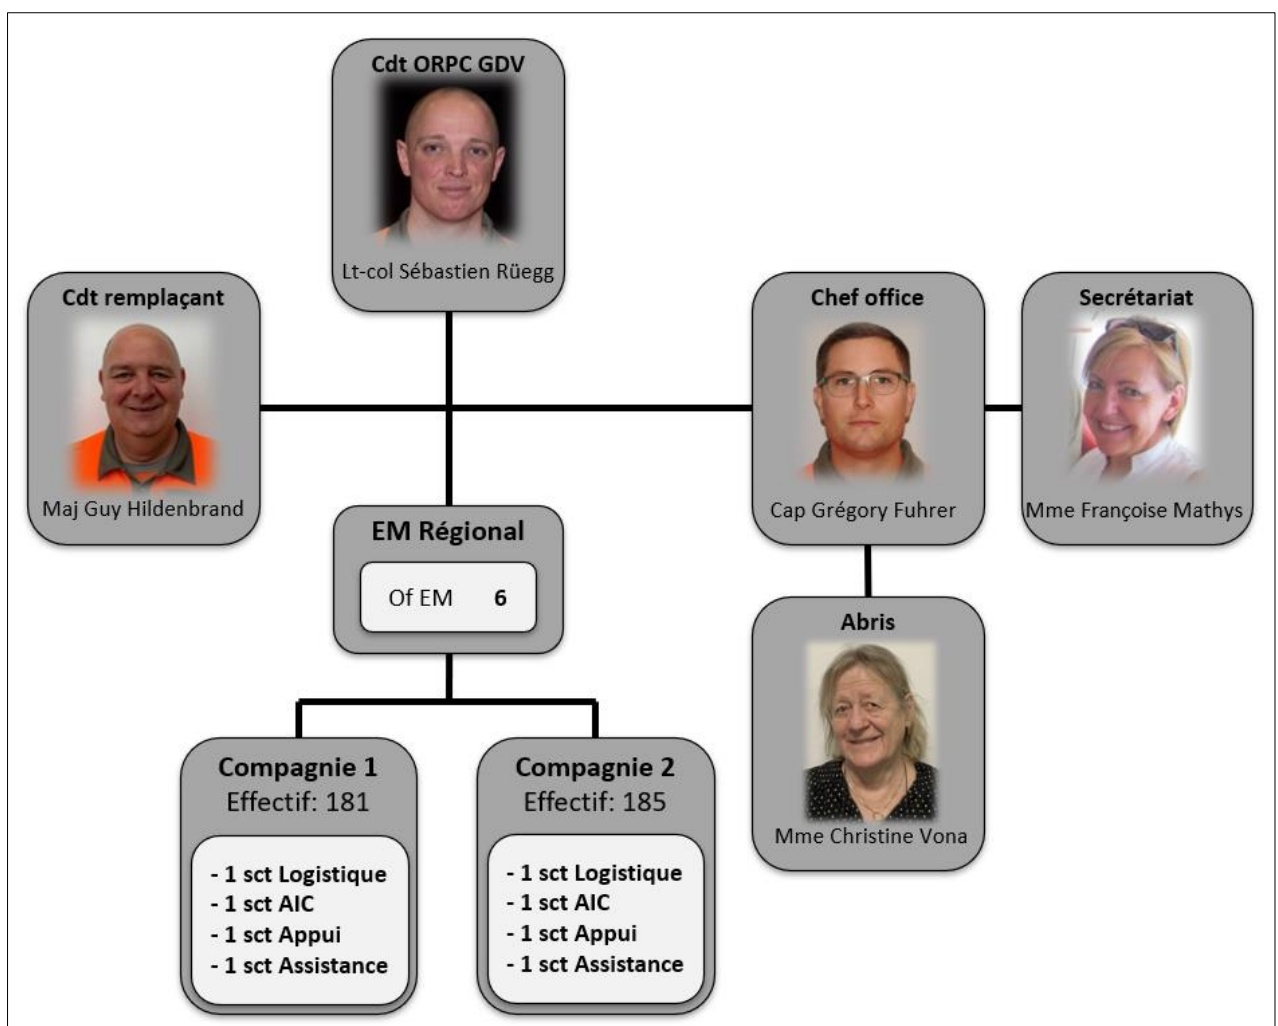 Cdt ORPC GDV
Lt-col Sébastien Rüegg
Cdt remplaçant
Maj Guy Hildenbrand
Chef office
Cap Grégory Fuhrer
Secrétariat
Mme Françoise Mathys
EM Régional
Of EM 6
Abris
Mme Christine Vona
Compagnie 1
Effectif: 181
- 1 sct Logistique
- 1 sct AIC
- 1 sct Appui
- 1 sct Assistance
Compagnie 2
Effectif: 185
- 1 sct Logistique
- 1 sct AIC
- 1 sct Appui
- 1 sct Assistance